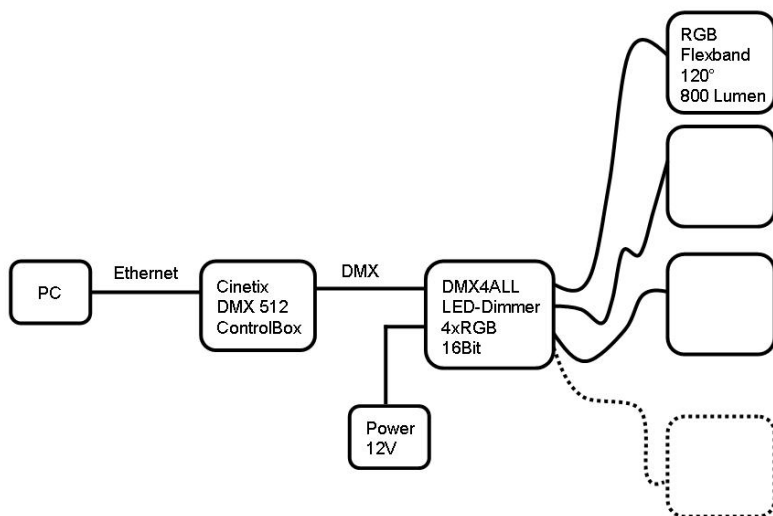 RGB
Flexband
120°
800 Lumen
Ethernet
DMX
PC
Cinetix
DMX 512
ControlBox
DMX4ALL
LED-Dimmer
4xRGB
16Bit
Power
12V